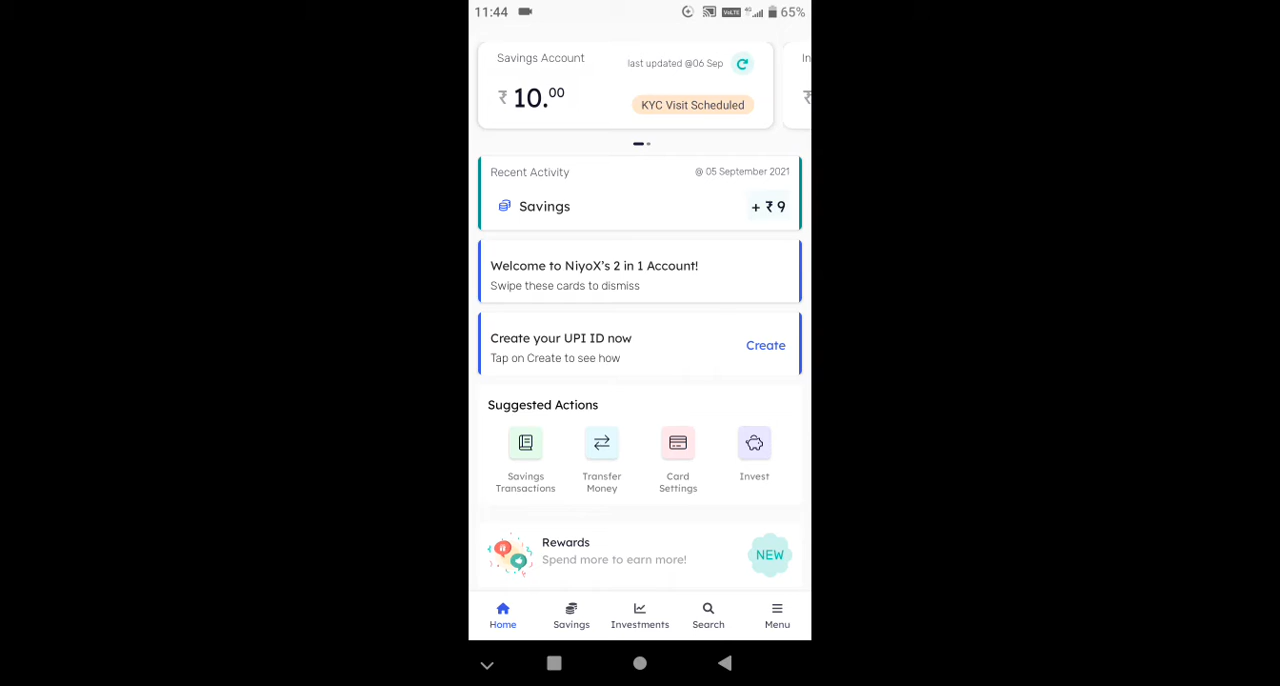 11:44
VoLTE 4G 65%
Savings Account
last updated @06 Sep
In
₹ 10.00
KYC Visit Scheduled
₹
Recent Activity
@ 05 September 2021
Savings
+ ₹ 9
Welcome to NiyoX's 2 in 1 Account!
Swipe these cards to dismiss
Create your UPI ID now
Create
Tap on Create to see how
Suggested Actions
Savings Transactions
Transfer Money
Card Settings
Invest
Rewards
Spend more to earn more!
NEW
Home
Savings
Investments
Search
Menu